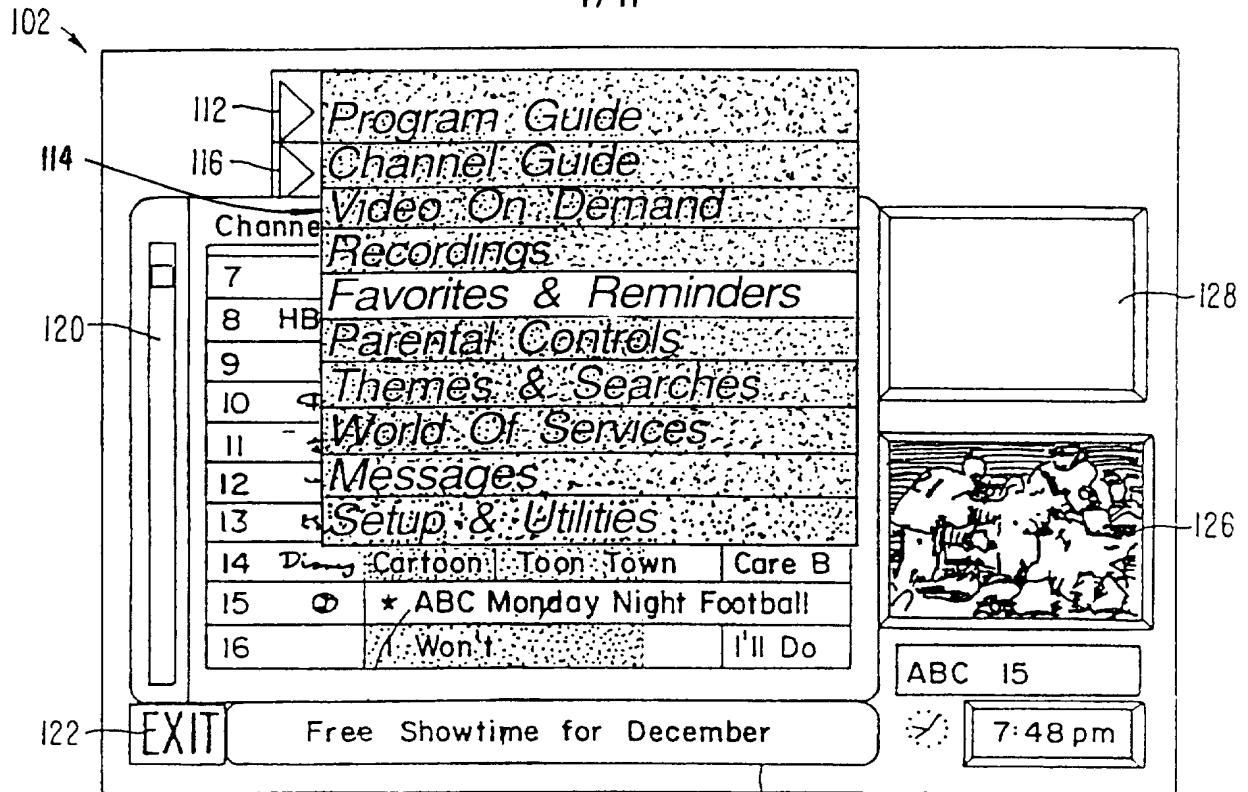 102
112
Program Guide
114
116
Channel Guide
Video On Demand
Channe
Recordings
7
Favorites & Reminders
128
8 HB
120
Parental Controls
9
Themes & Searches
10
World Of Services
11
Messages
12
Setup & Utilities
13
126
14 Disney Cartoon Toon Town Care B
15 ★ ABC Monday Night Football
16 I Won't I'll Do
ABC 15
122
EXIT
Free Showtime for December
7:48 pm